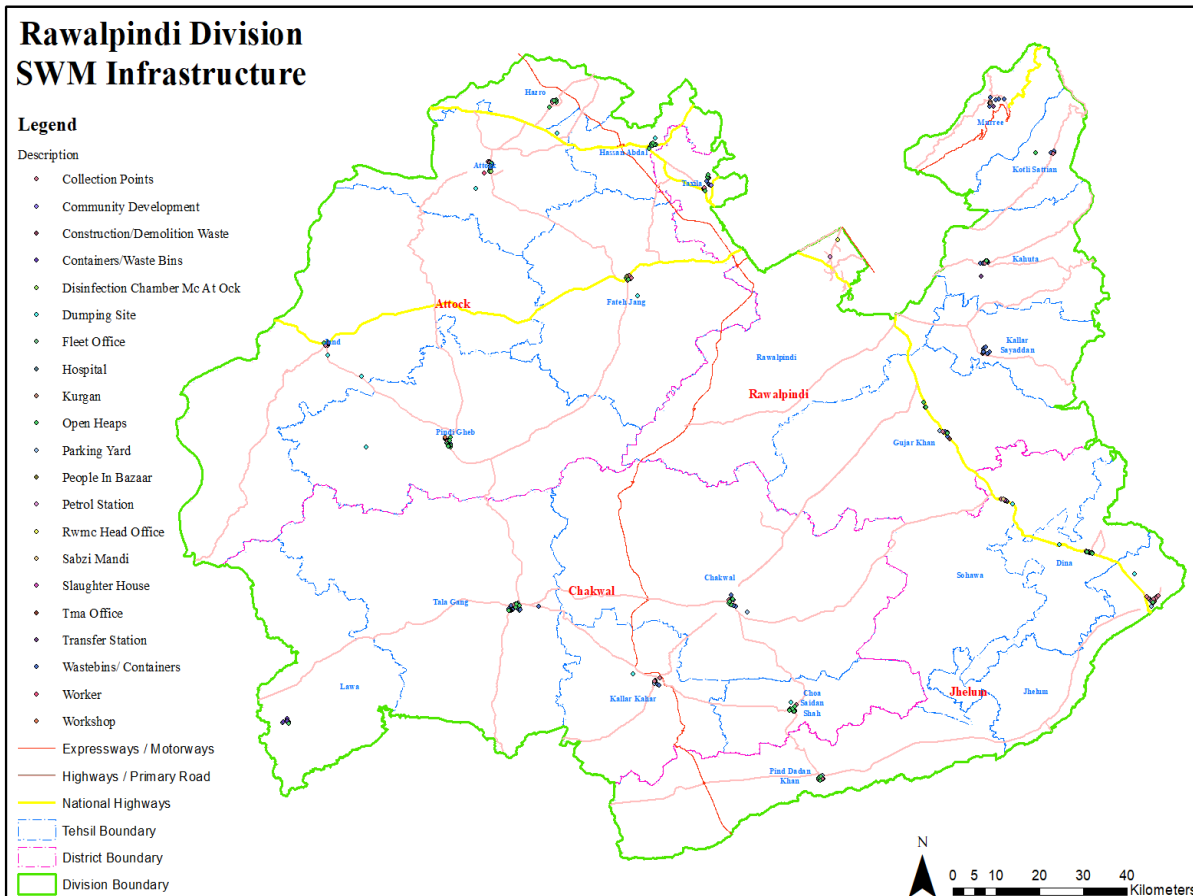 Rawalpindi Division
SWM Infrastructure
Legend
Description
Collection Points
Community Development
Construction/Demolition Waste
Containers/Waste Bins
Disinfection Chamber Mc At Ock
Dumping Site
Fleet Office
Hospital
Kurgan
Open Heaps
Parking Yard
People In Bazaar
Petrol Station
Rwmc Head Office
Sabzi Mandi
Slaughter House
Tma Office
Transfer Station
Wastebins/ Containers
Worker
Workshop
Expressways / Motorways
Highways / Primary Road
National Highways
Tehsil Boundary
District Boundary
Division Boundary
Hazro
Murree
Hassan Abdal
Attock
Kotli Sattian
Taxila
Kahuta
Fateh Jang
Attock
Kallar
Sayaddan
Rawalpindi
Rawalpindi
Pindi Gheb
Gujar Khan
Dina
Sohawa
Chakwal
Chakwal
Tala Gang
Lawa
Kallar Kahar
Choa
Saidan
Shah
Jhelum
Jhelum
Pind Dadan
Khan
N
0 5 10 20 30 40
Kilometers